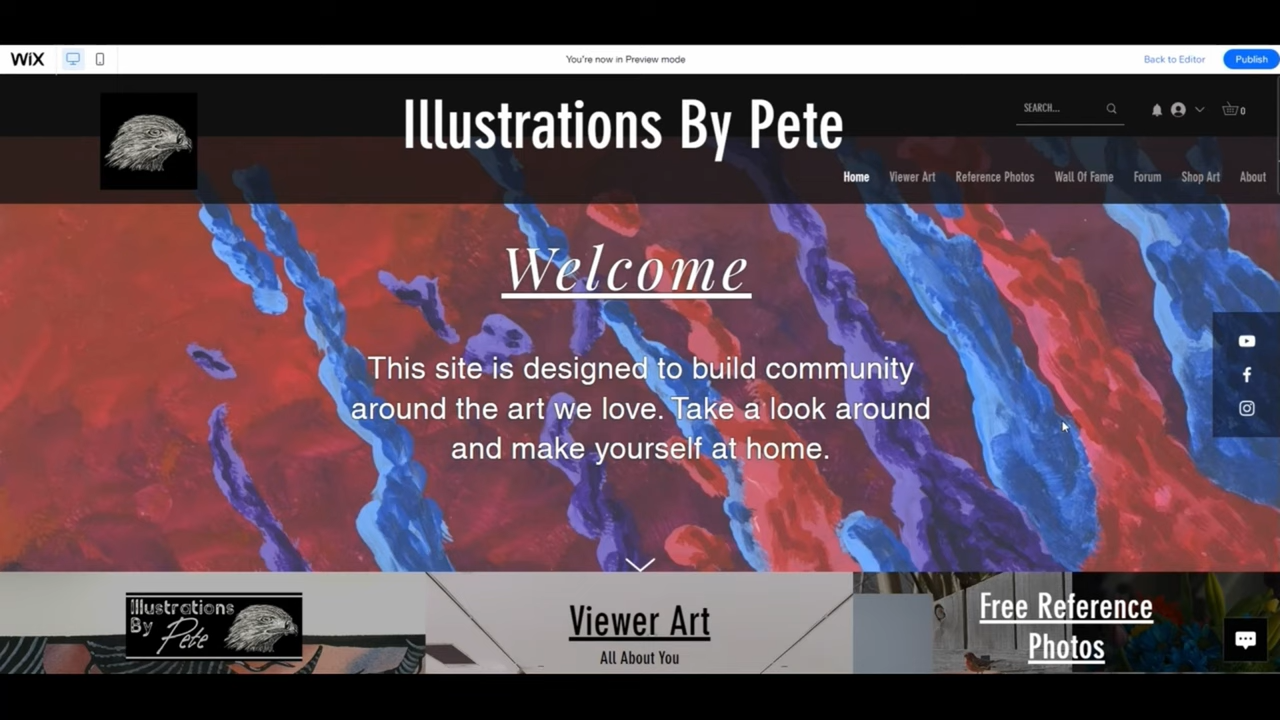 WiX
You're now in Preview mode
Back to Editor
Publish
Illustrations By Pete
SEARCH...
0
Home
Viewer Art
Reference Photos
Wall Of Fame
Forum
Shop Art
About
Welcome
This site is designed to build community
around the art we love. Take a look around
and make yourself at home.
Illustrations
By Pete
Viewer Art
All About You
Free Reference
Photos